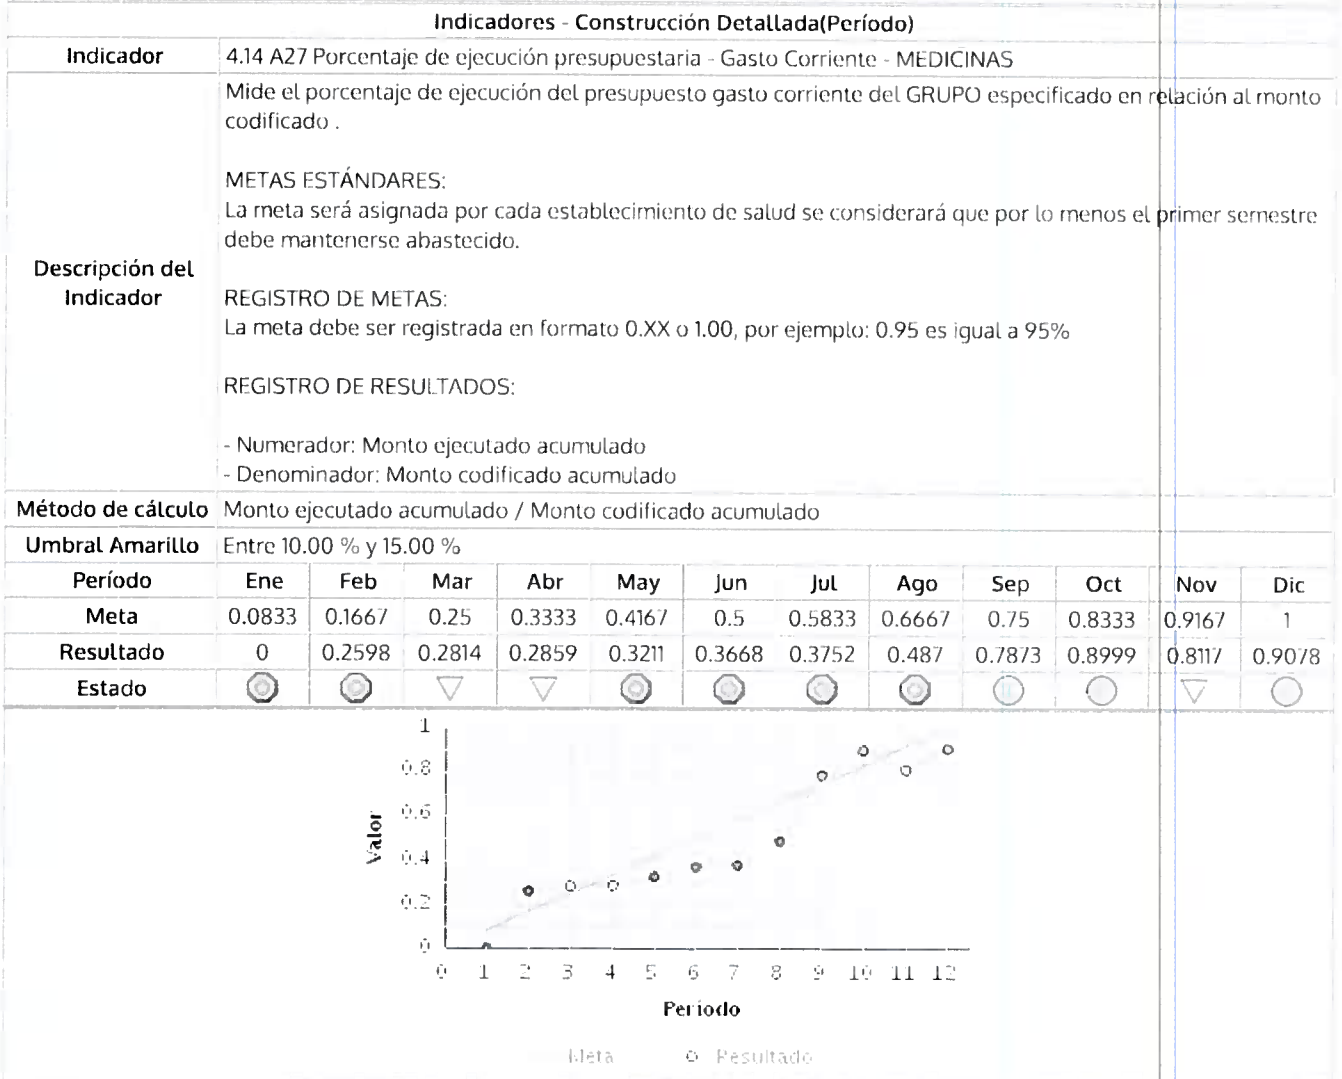 Indicadores - Construcción Detallada(Período)
Indicador 4.14 A27 Porcentaje de ejecución presupuestaria - Gasto Corriente - MEDICINAS
Descripción del Indicador
Mide el porcentaje de ejecución del presupuesto gasto corriente del GRUPO especificado en relación al monto
codificado .
METAS ESTÁNDARES:
La meta será asignada por cada establecimiento de salud se considerará que por lo menos el primer semestre
debe mantenerse abastecido.
REGISTRO DE METAS:
La meta debe ser registrada en formato 0.XX o 1.00, por ejemplo: 0.95 es igual a 95%
REGISTRO DE RESULTADOS:
- Numerador: Monto ejecutado acumulado
- Denominador: Monto codificado acumulado
Método de cálculo Monto ejecutado acumulado / Monto codificado acumulado
Umbral Amarillo Entre 10.00 % y 15.00 %
Período Ene Feb Mar Abr May Jun Jul Ago Sep Oct Nov Dic
Meta 0.0833 0.1667 0.25 0.3333 0.4167 0.5 0.5833 0.6667 0.75 0.8333 0.9167 1
Resultado 0 0.2598 0.2814 0.2859 0.3211 0.3668 0.3752 0.487 0.7873 0.8999 0.8117 0.9078
Estado
1
0.8
0.6
0.4
0.2
0
Valor
0 1 2 3 4 5 6 7 8 9 10 11 12
Periodo
Meta Resultado